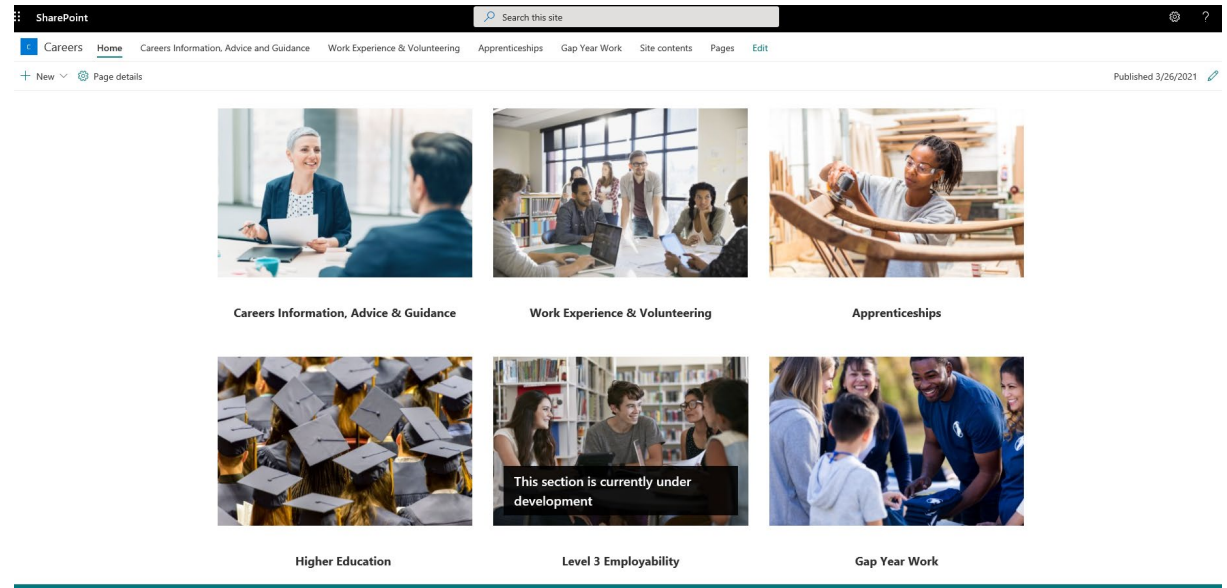 SharePoint
Search this site
?
C Careers Home Careers Information, Advice and Guidance Work Experience & Volunteering Apprenticeships Gap Year Work Site contents Pages Edit
+ New Page details
Published 3/26/2021
Careers Information, Advice & Guidance
Work Experience & Volunteering
Apprenticeships
This section is currently under
development
Higher Education
Level 3 Employability
Gap Year Work